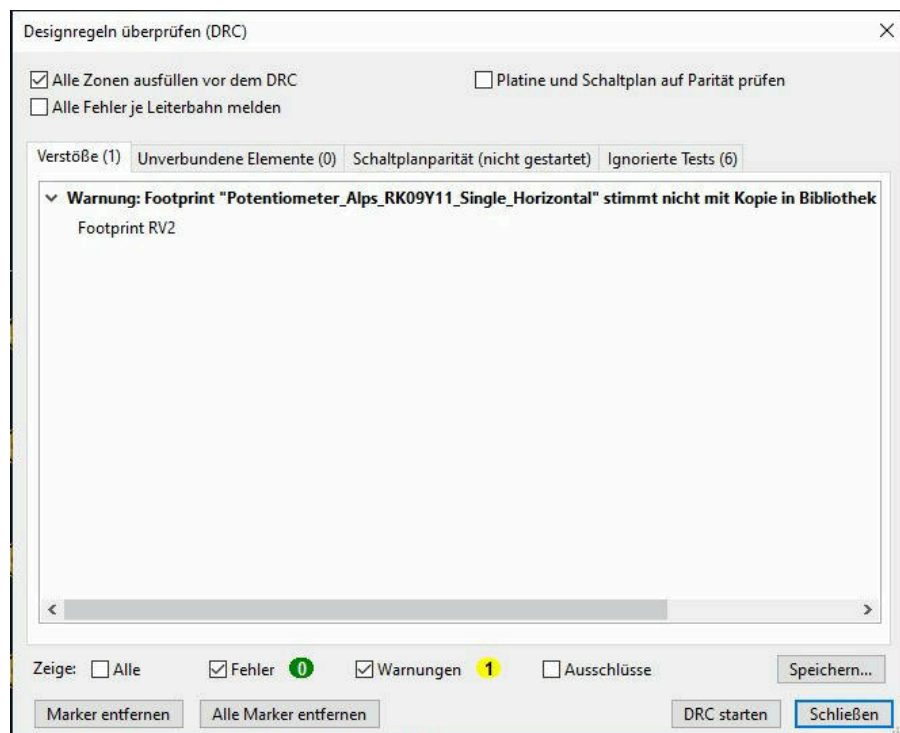 Designregeln überprüfen (DRC)
Alle Zonen ausfüllen vor dem DRC
Platine und Schaltplan auf Parität prüfen
Alle Fehler je Leiterbahn melden
Verstöße (1) Unverbundene Elemente (0) Schaltplanparität (nicht gestartet) Ignorierte Tests (6)
Warnung: Footprint "Potentiometer_Alps_RK09Y11_Single_Horizontal" stimmt nicht mit Kopie in Bibliothek
Footprint RV2
Zeige: Alle Fehler 0 Warnungen 1 Ausschlüsse Speichern...
Marker entfernen Alle Marker entfernen DRC starten Schließen